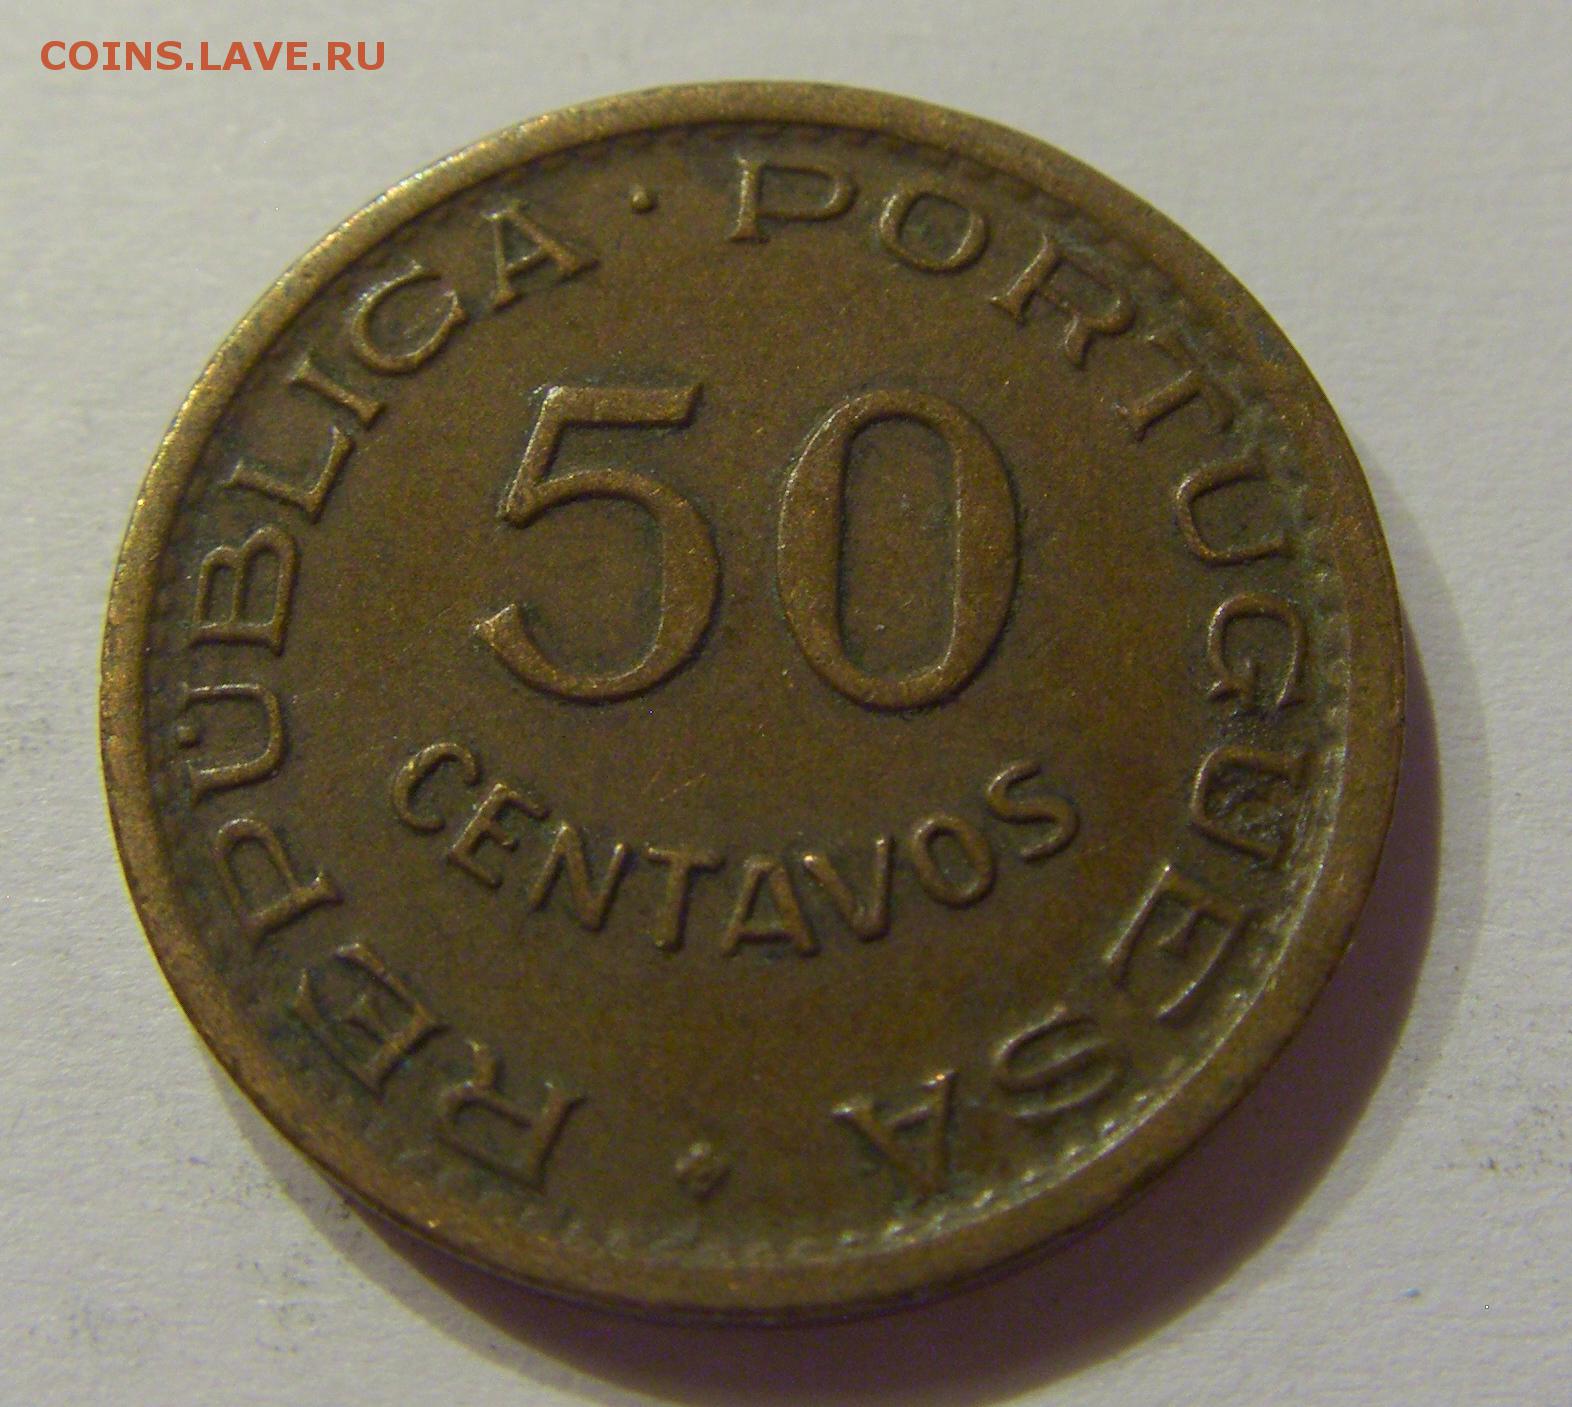 COINS.LAVE.RU
REPÚBLICA · PORTUGUESA ·
50
CENTAVOS